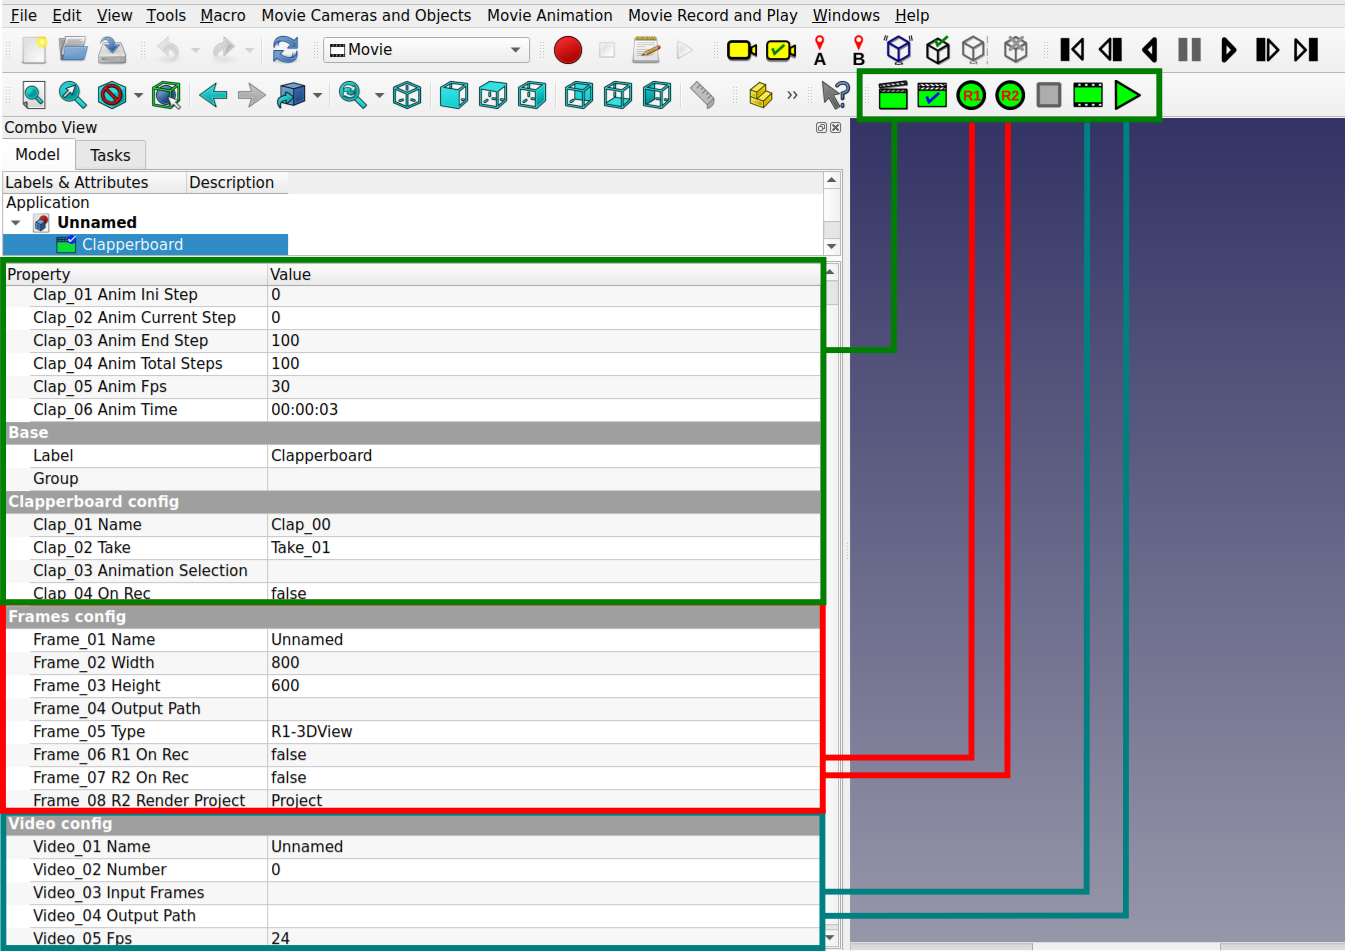 File Edit View Tools Macro Movie Cameras and Objects Movie Animation Movie Record and Play Windows Help
Movie
A B
R1 R2
Combo View
Model Tasks
Labels & Attributes Description
Application
Unnamed
Clapperboard
Property Value
Clap_01 Anim Ini Step 0
Clap_02 Anim Current Step 0
Clap_03 Anim End Step 100
Clap_04 Anim Total Steps 100
Clap_05 Anim Fps 30
Clap_06 Anim Time 00:00:03
Base
Label Clapperboard
Group
Clapperboard config
Clap_01 Name Clap_00
Clap_02 Take Take_01
Clap_03 Animation Selection
Clap_04 On Rec false
Frames config
Frame_01 Name Unnamed
Frame_02 Width 800
Frame_03 Height 600
Frame_04 Output Path
Frame_05 Type R1-3DView
Frame_06 R1 On Rec false
Frame_07 R2 On Rec false
Frame_08 R2 Render Project Project
Video config
Video_01 Name Unnamed
Video_02 Number 0
Video_03 Input Frames
Video_04 Output Path
Video_05 Fps 24